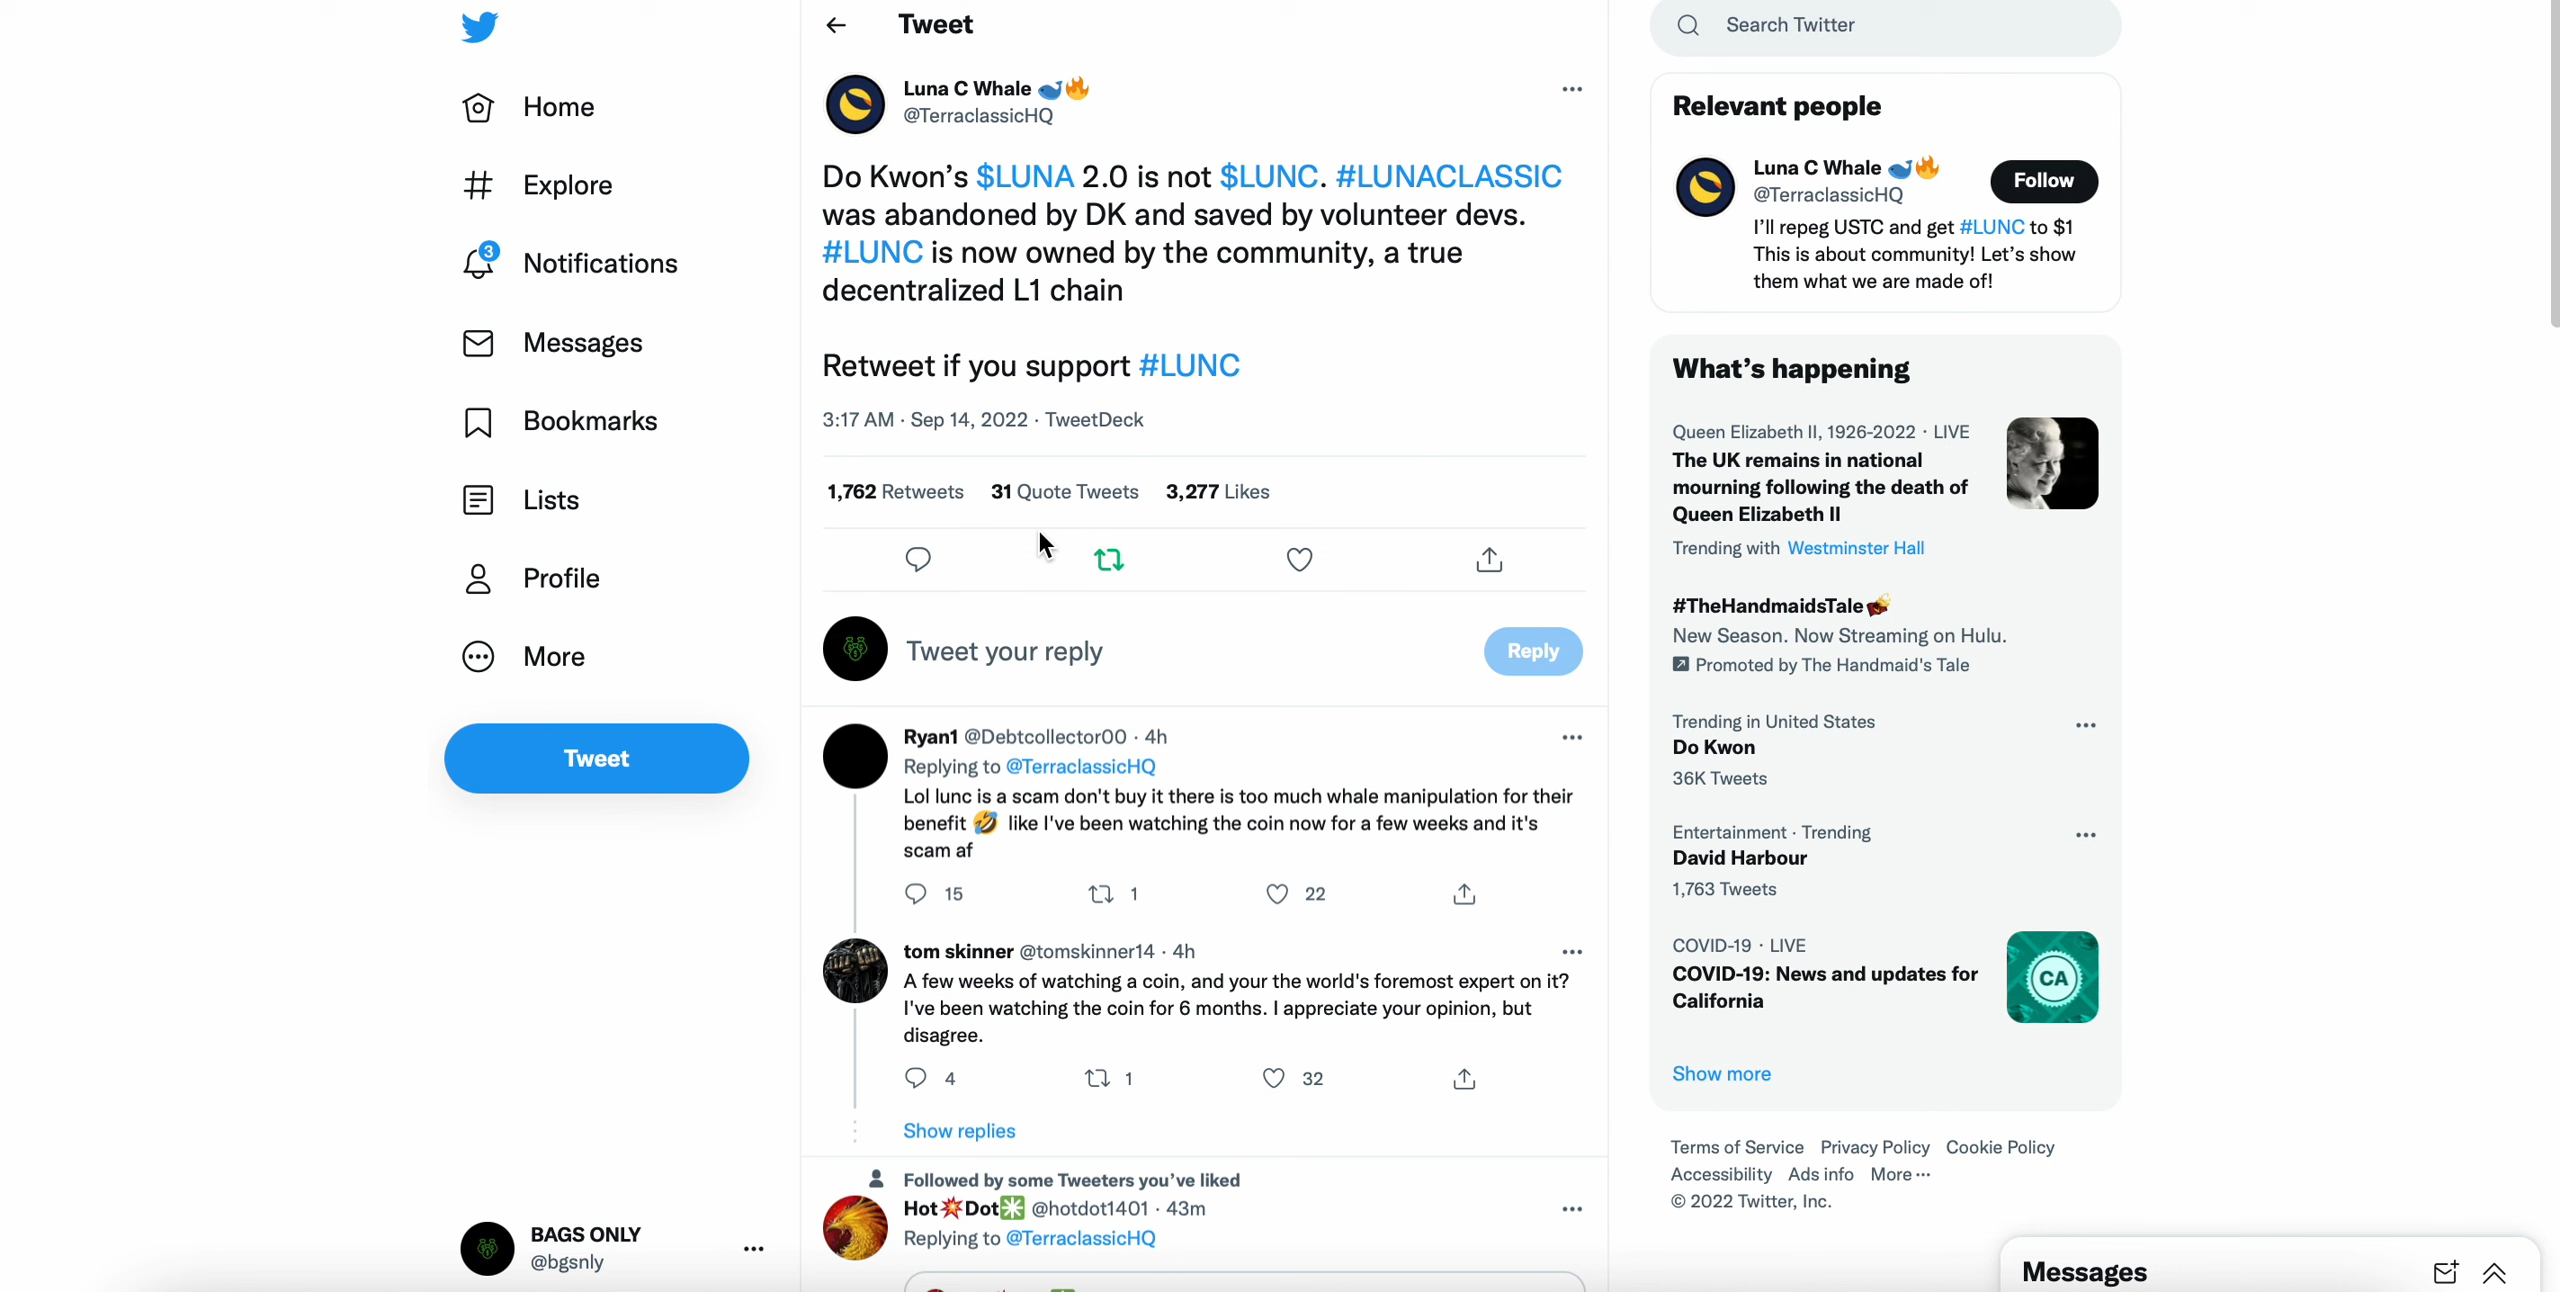 Home
Explore
3
Notifications
Messages
Bookmarks
Lists
Profile
More
Tweet
BAGS ONLY
@bgsnly
Tweet
Luna C Whale 🐳🔥
@TerraclassicHQ
Do Kwon’s $LUNA 2.0 is not $LUNC. #LUNACLASSIC
was abandoned by DK and saved by volunteer devs.
#LUNC is now owned by the community, a true
decentralized L1 chain
Retweet if you support #LUNC
3:17 AM · Sep 14, 2022 · TweetDeck
1,762 Retweets 31 Quote Tweets 3,277 Likes
Tweet your reply
Reply
Ryan1 @Debtcollector00 · 4h
Replying to @TerraclassicHQ
Lol lunc is a scam don't buy it there is too much whale manipulation for their
benefit 🤣 like I've been watching the coin now for a few weeks and it's
scam af
15 1 22
tom skinner @tomskinner14 · 4h
A few weeks of watching a coin, and your the world's foremost expert on it?
I've been watching the coin for 6 months. I appreciate your opinion, but
disagree.
4 1 32
Show replies
Followed by some Tweeters you’ve liked
Hot💥Dot✳️ @hotdot1401 · 43m
Replying to @TerraclassicHQ
Search Twitter
Relevant people
Luna C Whale 🐳🔥
@TerraclassicHQ
Follow
I’ll repeg USTC and get #LUNC to $1
This is about community! Let’s show
them what we are made of!
What’s happening
Queen Elizabeth II, 1926-2022 · LIVE
The UK remains in national
mourning following the death of
Queen Elizabeth II
Trending with Westminster Hall
#TheHandmaidsTale
New Season. Now Streaming on Hulu.
Promoted by The Handmaid's Tale
Trending in United States
Do Kwon
36K Tweets
Entertainment · Trending
David Harbour
1,763 Tweets
COVID-19 · LIVE
COVID-19: News and updates for
California
CA
Show more
Terms of Service Privacy Policy Cookie Policy
Accessibility Ads info More ···
© 2022 Twitter, Inc.
Messages